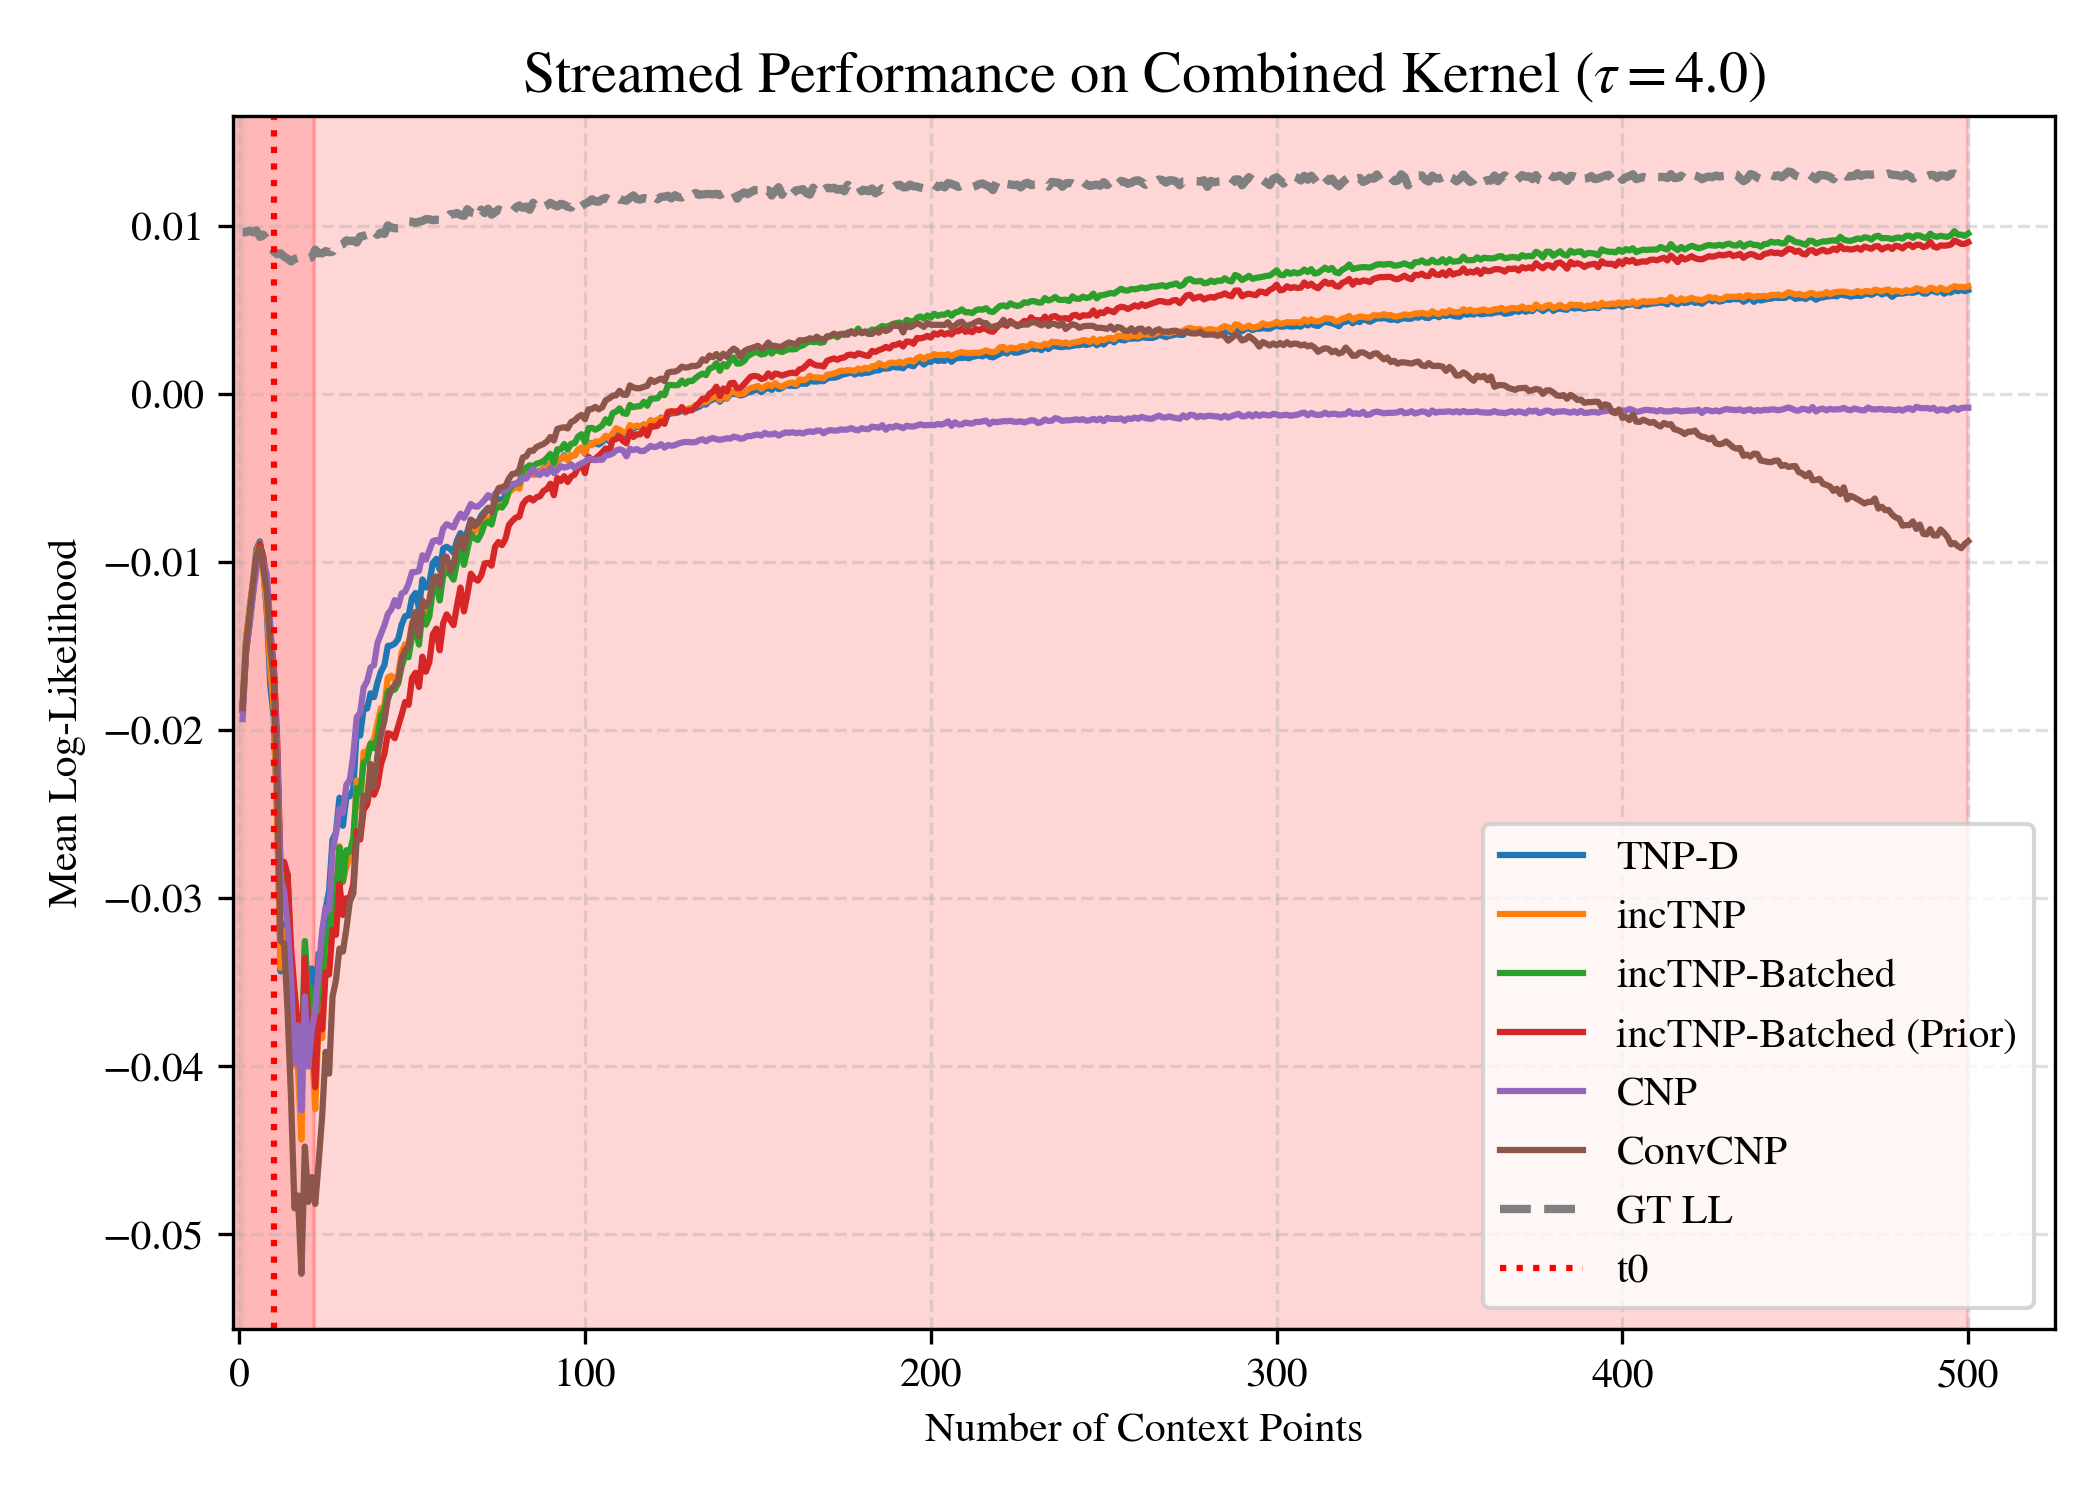 Streamed Performance on Combined Kernel (τ = 4.0)
Mean Log-Likelihood
0.01
0.00
−0.01
−0.02
−0.03
−0.04
−0.05
TNP-D
incTNP
incTNP-Batched
incTNP-Batched (Prior)
CNP
ConvCNP
GT LL
t0
0 100 200 300 400 500
Number of Context Points